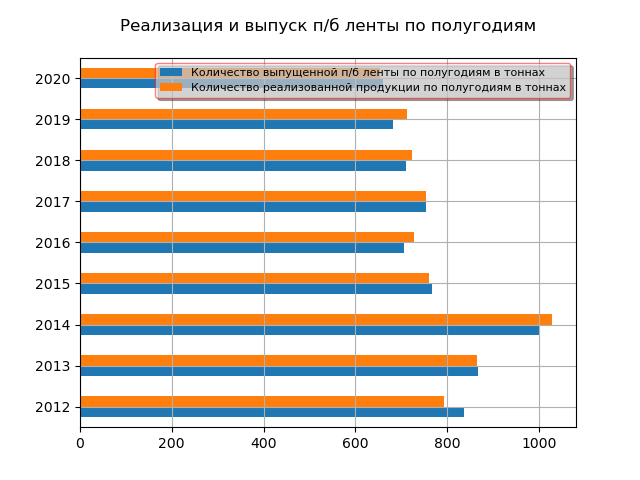 Реализация и выпуск п/б ленты по полугодиям
Количество выпущенной п/б ленты по полугодиям в тоннах
Количество реализованной продукции по полугодиям в тоннах
2020
2019
2018
2017
2016
2015
2014
2013
2012
0 200 400 600 800 1000